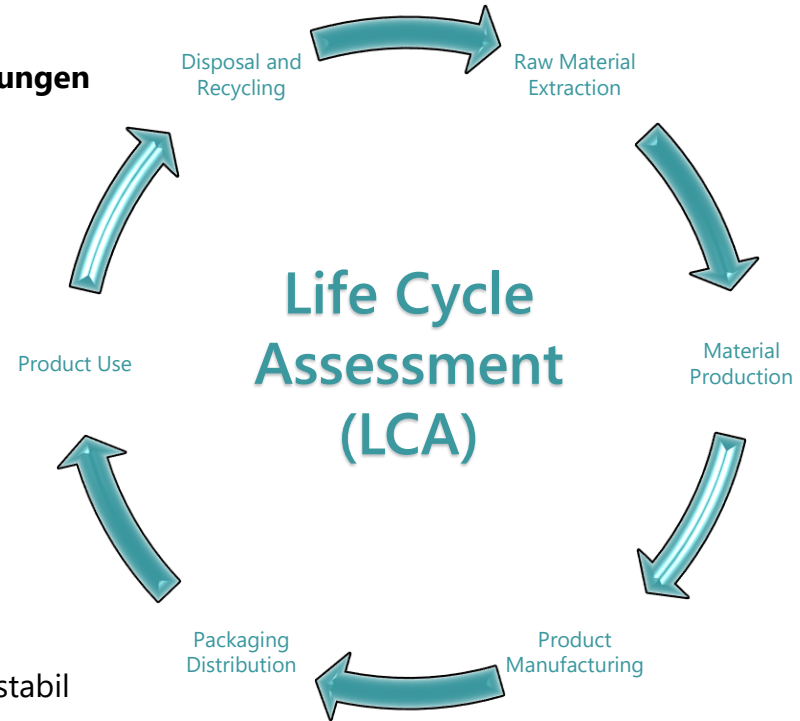 ungen
Disposal and
Recycling
Raw Material
Extraction
Life Cycle
Assessment
(LCA)
Material
Production
Product Use
Product
Manufacturing
Packaging
Distribution
stabil